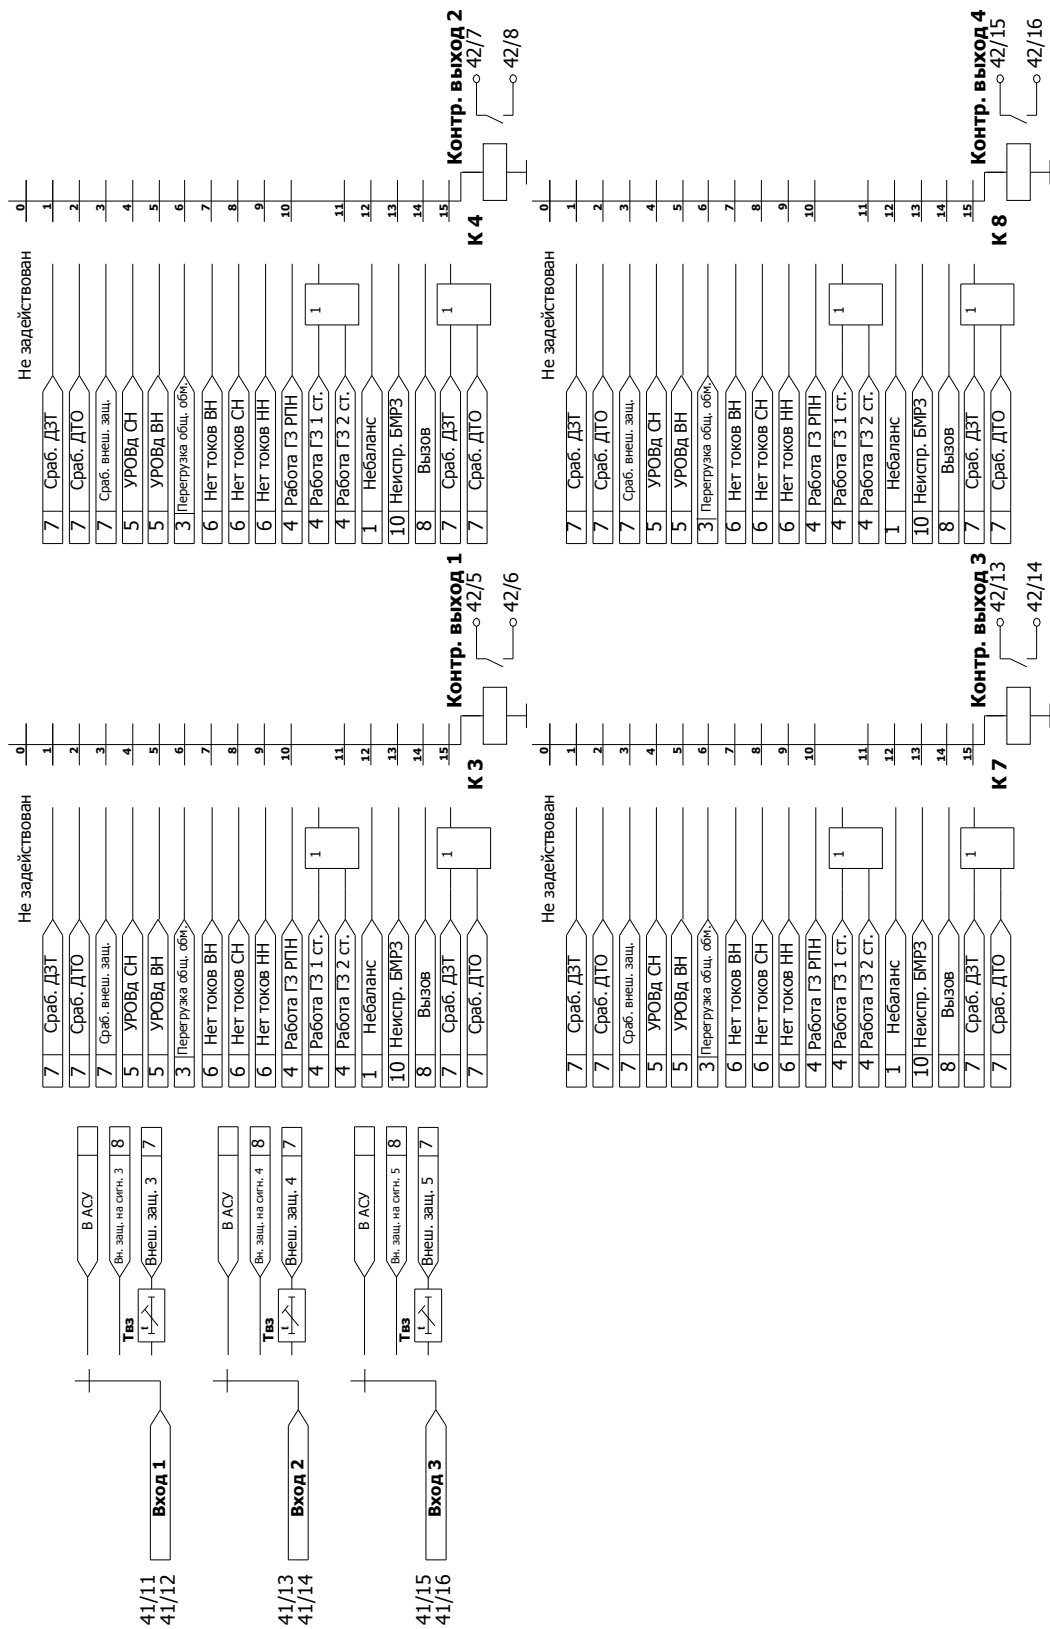 41/11
41/12
Вход 1
В АСУ
Вн. защ. на сигн. 3 8
Твз
t
Внеш. защ. 3 7
41/13
41/14
Вход 2
В АСУ
Вн. защ. на сигн. 4 8
Твз
t
Внеш. защ. 4 7
41/15
41/16
Вход 3
В АСУ
Вн. защ. на сигн. 5 8
Твз
t
Внеш. защ. 5 7
Не задействован
7 Сраб. ДЗТ
7 Сраб. ДТО
7 Сраб. внеш. защ.
5 УРОВд СН
5 УРОВд ВН
3 Перегрузка общ. обм.
6 Нет токов ВН
6 Нет токов СН
6 Нет токов НН
4 Работа ГЗ РПН
4 Работа ГЗ 1 ст.
4 Работа ГЗ 2 ст.
1
1 Небаланс
10 Неиспр. БМРЗ
8 Вызов
7 Сраб. ДЗТ
7 Сраб. ДТО
1
0
1
2
3
4
5
6
7
8
9
10
11
12
13
14
15
К 3
Контр. выход 1
42/5
42/6
Не задействован
7 Сраб. ДЗТ
7 Сраб. ДТО
7 Сраб. внеш. защ.
5 УРОВд СН
5 УРОВд ВН
3 Перегрузка общ. обм.
6 Нет токов ВН
6 Нет токов СН
6 Нет токов НН
4 Работа ГЗ РПН
4 Работа ГЗ 1 ст.
4 Работа ГЗ 2 ст.
1
1 Небаланс
10 Неиспр. БМРЗ
8 Вызов
7 Сраб. ДЗТ
7 Сраб. ДТО
1
0
1
2
3
4
5
6
7
8
9
10
11
12
13
14
15
К 4
Контр. выход 2
42/7
42/8
Не задействован
7 Сраб. ДЗТ
7 Сраб. ДТО
7 Сраб. внеш. защ.
5 УРОВд СН
5 УРОВд ВН
3 Перегрузка общ. обм.
6 Нет токов ВН
6 Нет токов СН
6 Нет токов НН
4 Работа ГЗ РПН
4 Работа ГЗ 1 ст.
4 Работа ГЗ 2 ст.
1
1 Небаланс
10 Неиспр. БМРЗ
8 Вызов
7 Сраб. ДЗТ
7 Сраб. ДТО
1
0
1
2
3
4
5
6
7
8
9
10
11
12
13
14
15
К 7
Контр. выход 3
42/13
42/14
Не задействован
7 Сраб. ДЗТ
7 Сраб. ДТО
7 Сраб. внеш. защ.
5 УРОВд СН
5 УРОВд ВН
3 Перегрузка общ. обм.
6 Нет токов ВН
6 Нет токов СН
6 Нет токов НН
4 Работа ГЗ РПН
4 Работа ГЗ 1 ст.
4 Работа ГЗ 2 ст.
1
1 Небаланс
10 Неиспр. БМРЗ
8 Вызов
7 Сраб. ДЗТ
7 Сраб. ДТО
1
0
1
2
3
4
5
6
7
8
9
10
11
12
13
14
15
К 8
Контр. выход 4
42/15
42/16